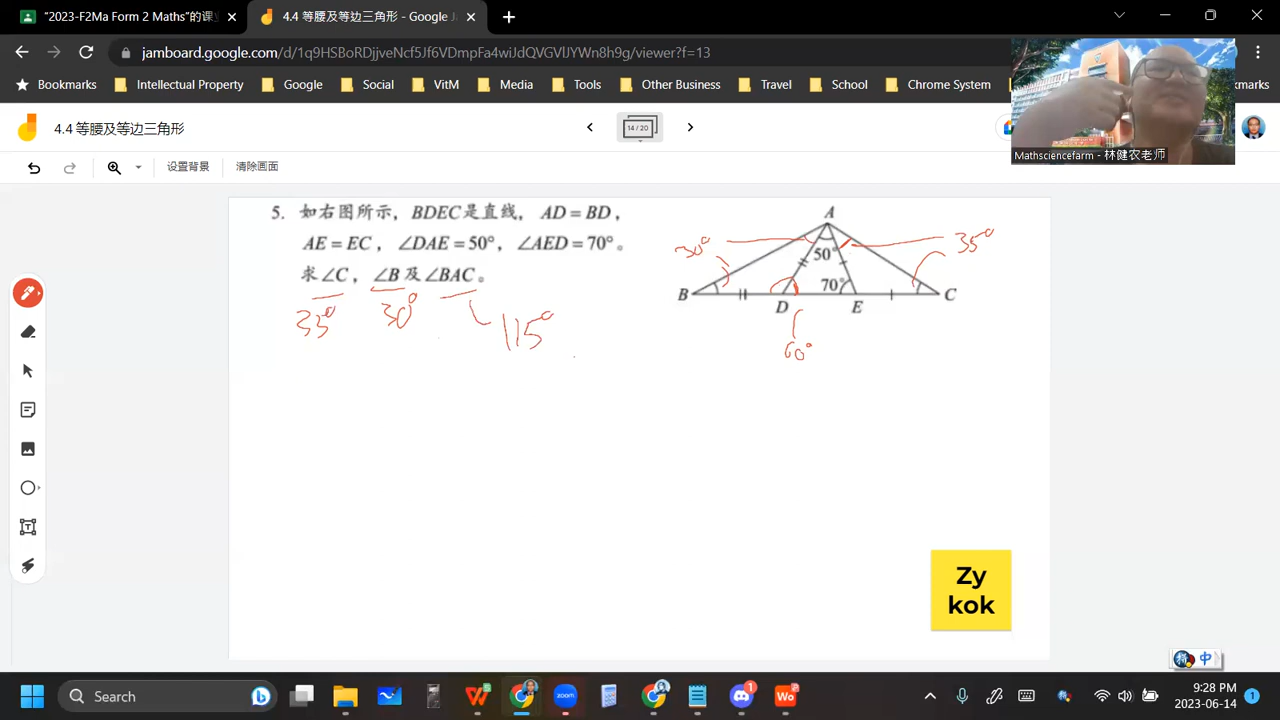 "2023-F2Ma Form 2 Maths"的课
4.4 等腰及等边三角形 - Google Ja
jamboard.google.com
Bookmarks
Intellectual Property
Google
Social
VitM
Media
Tools
Other Business
Travel
School
Chrome System
Bookmarks
4.4 等腰及等边三角形
14 / 20
设置背景
清除画面
Mathsciencefarm - 林健农老师
5. 如右图所示，BDEC是直线，AD = BD，
AE = EC，∠DAE = 50°，∠AED = 70°。
求∠C，∠B及∠BAC。
35°
30°
115°
A
30°
35°
50°
70°
B
D
E
C
60°
Zy
kok
中
Search
9:28 PM
2023-06-14